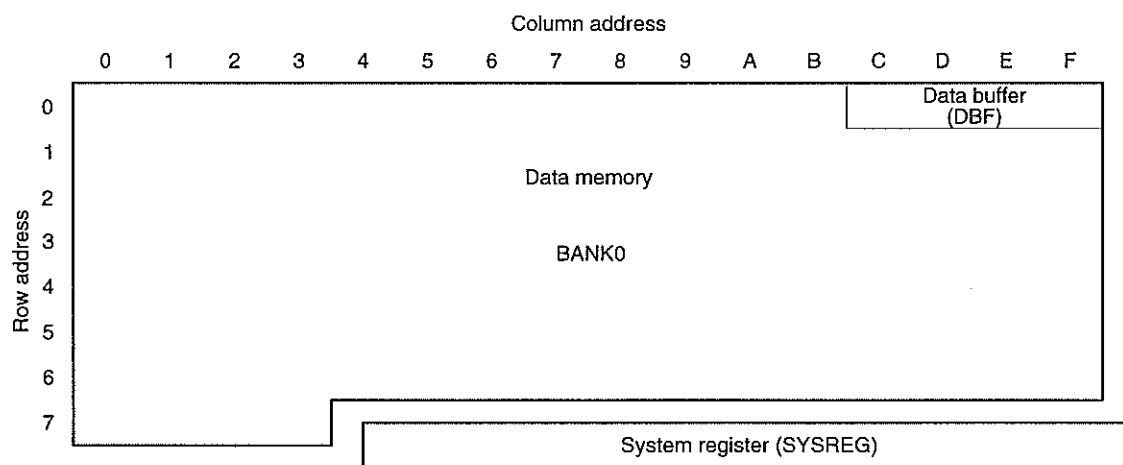 Column address
0 1 2 3 4 5 6 7 8 9 A B C D E F
0
Data buffer
(DBF)
1
Data memory
2
3
BANK0
4
5
6
7
System register (SYSREG)
Row address